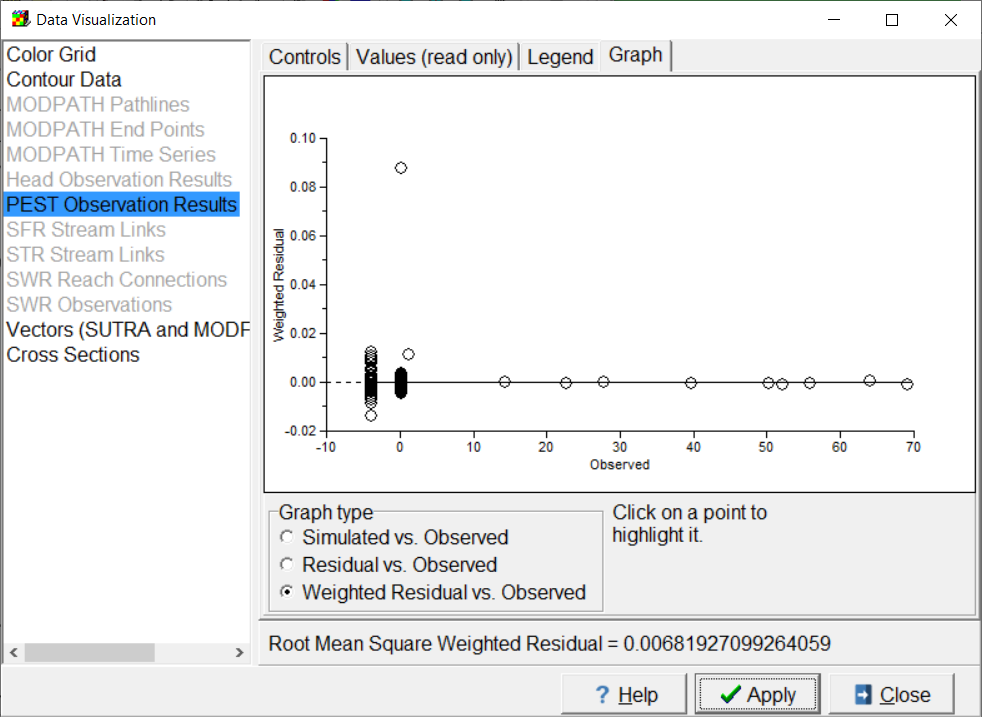 Data Visualization
Color Grid
Contour Data
MODPATH Pathlines
MODPATH End Points
MODPATH Time Series
Head Observation Results
PEST Observation Results
SFR Stream Links
STR Stream Links
SWR Reach Connections
SWR Observations
Vectors (SUTRA and MODF
Cross Sections
Controls Values (read only) Legend Graph
Weighted Residual
0.10
0.08
0.06
0.04
0.02
0.00
-0.02
-10 0 10 20 30 40 50 60 70
Observed
Graph type
Simulated vs. Observed
Residual vs. Observed
Weighted Residual vs. Observed
Click on a point to
highlight it.
Root Mean Square Weighted Residual = 0.00681927099264059
? Help Apply Close